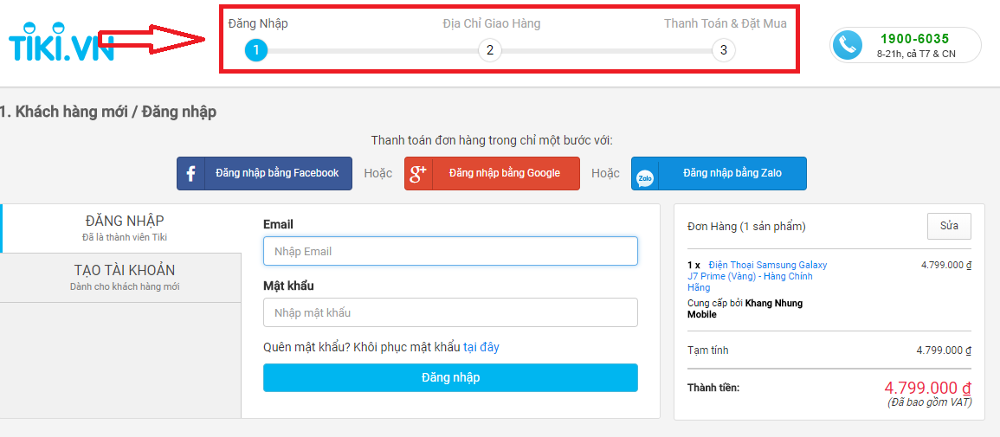 TIKI.VN
Đăng Nhập
Địa Chỉ Giao Hàng
Thanh Toán & Đặt Mua
1
2
3
1900-6035
8-21h, cả T7 & CN
1. Khách hàng mới / Đăng nhập
Thanh toán đơn hàng trong chỉ một bước với:
f
Đăng nhập bằng Facebook
Hoặc
g+
Đăng nhập bằng Google
Hoặc
Zalo
Đăng nhập bằng Zalo
ĐĂNG NHẬP
Đã là thành viên Tiki
TẠO TÀI KHOẢN
Dành cho khách hàng mới
Email
Nhập Email
Mật khẩu
Nhập mật khẩu
Quên mật khẩu? Khôi phục mật khẩu tại đây
Đăng nhập
Đơn Hàng (1 sản phẩm)
Sửa
1 x Điện Thoại Samsung Galaxy
J7 Prime (Vàng) - Hàng Chính
Hãng
4.799.000 ₫
Cung cấp bởi Khang Nhung
Mobile
Tạm tính
4.799.000 ₫
Thành tiền:
4.799.000 ₫
(Đã bao gồm VAT)